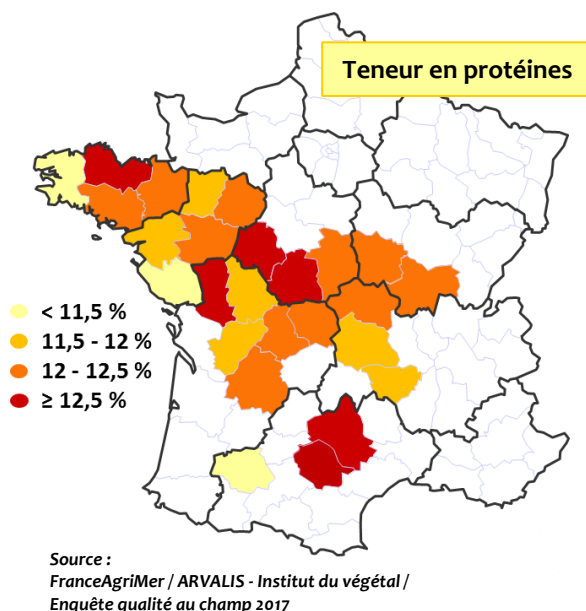 Teneur en protéines
< 11,5 %
11,5 - 12 %
12 - 12,5 %
≥ 12,5 %
Source :
FranceAgriMer / ARVALIS - Institut du végétal /
Enquête qualité au champ 2017